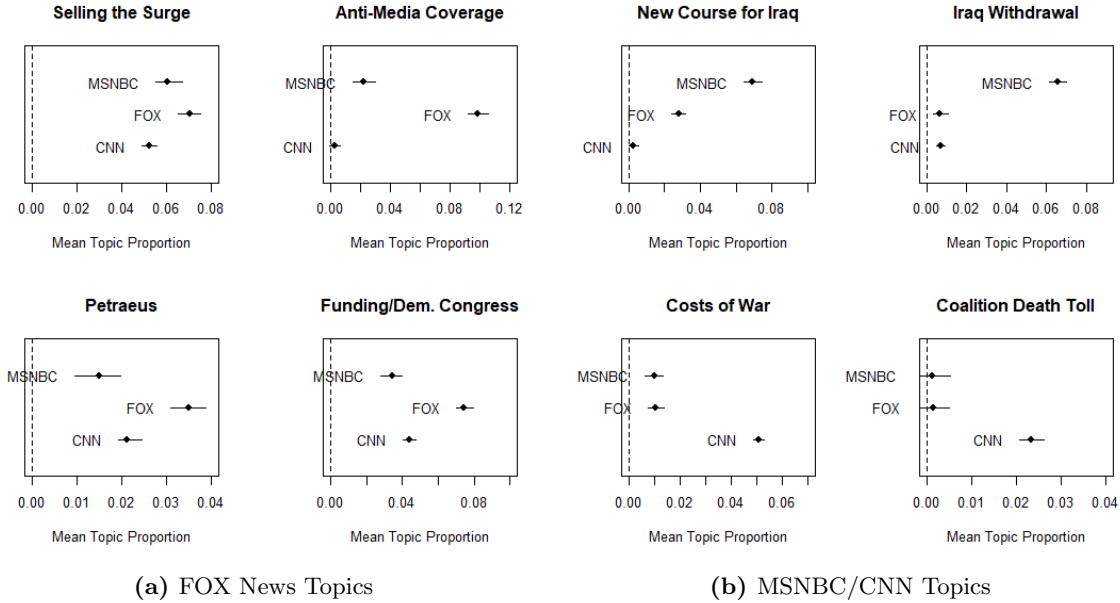 Selling the Surge
MSNBC
FOX
CNN
0.00 0.02 0.04 0.06 0.08
Mean Topic Proportion
Anti-Media Coverage
MSNBC
FOX
CNN
0.00 0.04 0.08 0.12
Mean Topic Proportion
New Course for Iraq
MSNBC
FOX
CNN
0.00 0.04 0.08
Mean Topic Proportion
Iraq Withdrawal
MSNBC
FOX
CNN
0.00 0.02 0.04 0.06 0.08
Mean Topic Proportion
Petraeus
MSNBC
FOX
CNN
0.00 0.01 0.02 0.03 0.04
Mean Topic Proportion
Funding/Dem. Congress
MSNBC
FOX
CNN
0.00 0.04 0.08
Mean Topic Proportion
Costs of War
MSNBC
FOX
CNN
0.00 0.02 0.04 0.06
Mean Topic Proportion
Coalition Death Toll
MSNBC
FOX
CNN
0.00 0.01 0.02 0.03 0.04
Mean Topic Proportion
(a) FOX News Topics
(b) MSNBC/CNN Topics